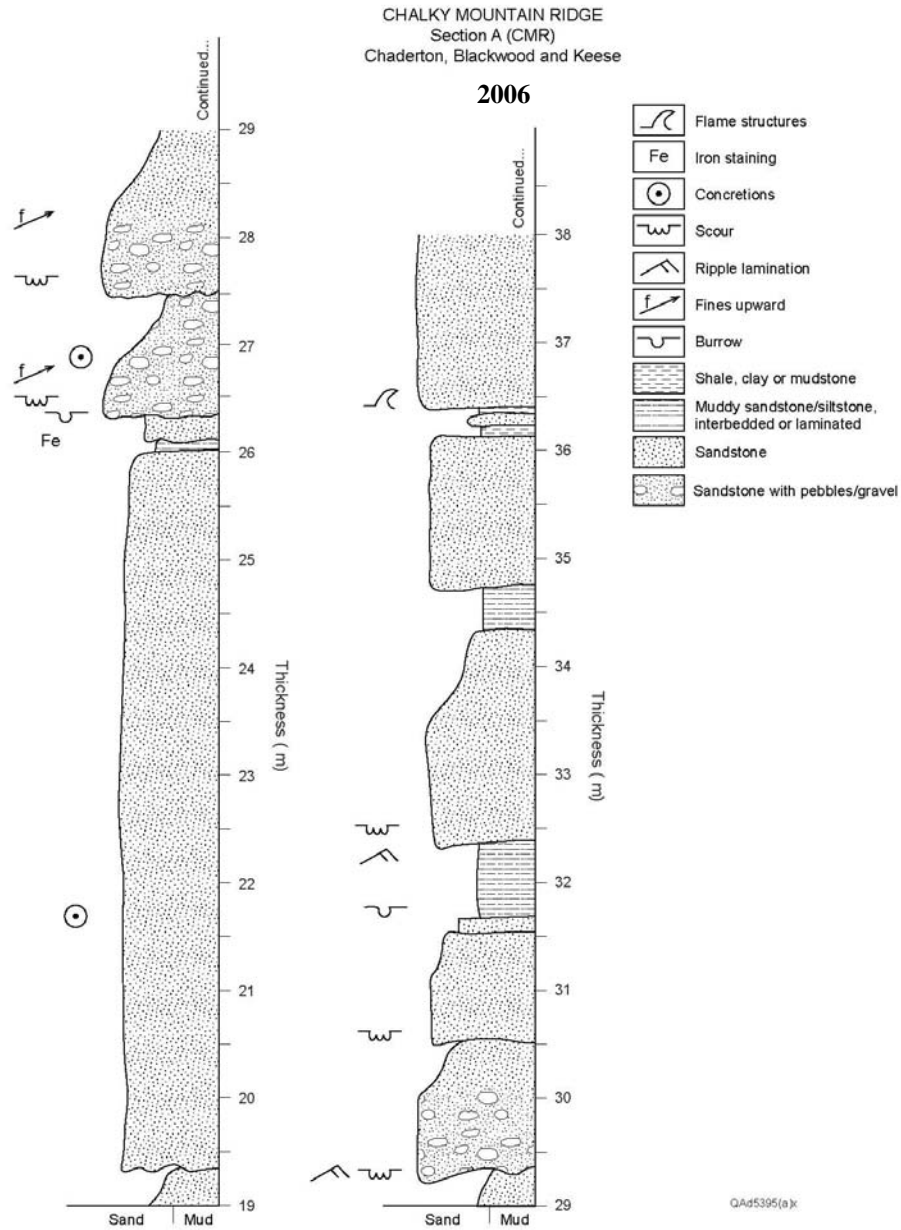 CHALKY MOUNTAIN RIDGE
Section A (CMR)
Chaderton, Blackwood and Keese
2006
Continued...
29
28
27
26
25
24
23
22
21
20
19
Thickness ( m)
f
f
Fe
Sand
Mud
Continued...
38
37
36
35
34
33
32
31
30
29
Thickness ( m)
Sand
Mud
Flame structures
Fe Iron staining
Concretions
Scour
Ripple lamination
f Fines upward
Burrow
Shale, clay or mudstone
Muddy sandstone/siltstone,
interbedded or laminated
Sandstone
Sandstone with pebbles/gravel
QAd5395(a)x